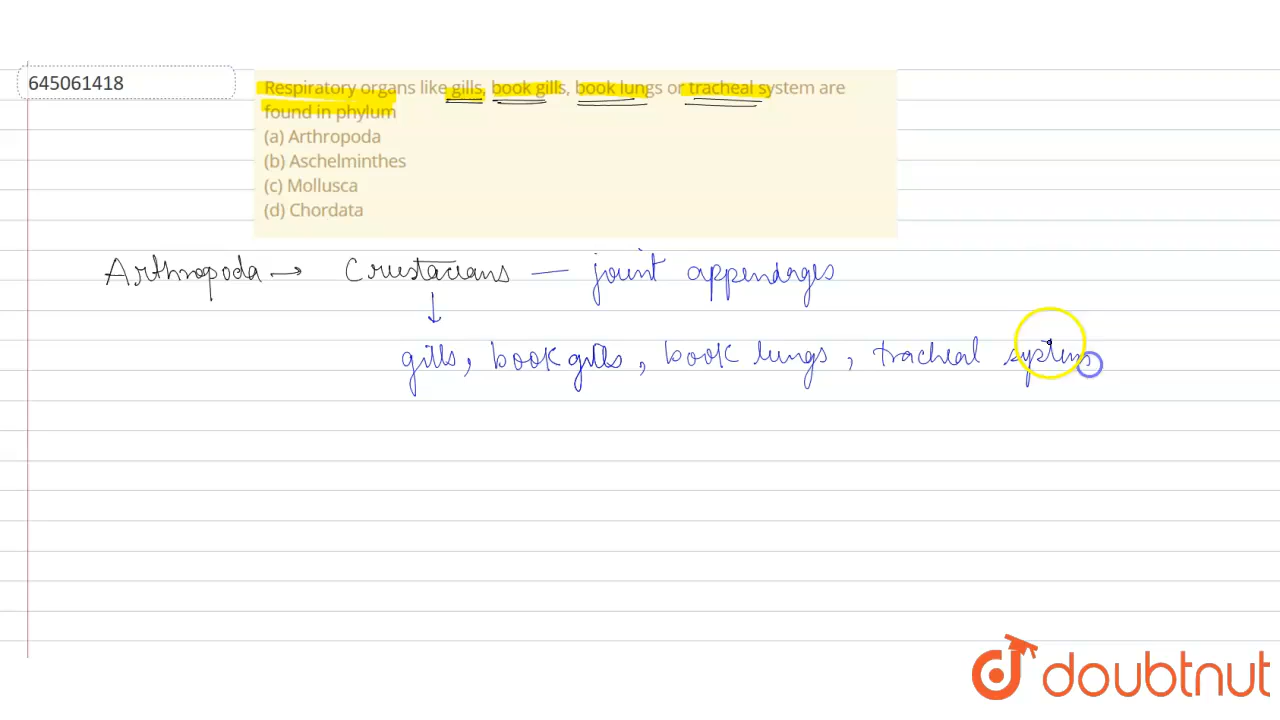 645061418
Respiratory organs like gills, book gills, book lungs or tracheal system are
found in phylum
(a) Arthropoda
(b) Aschelminthes
(c) Mollusca
(d) Chordata
Arthropoda → Crustacians — joint appendages
↓
gills, book gills, book lungs, tracheal system
doubtnut